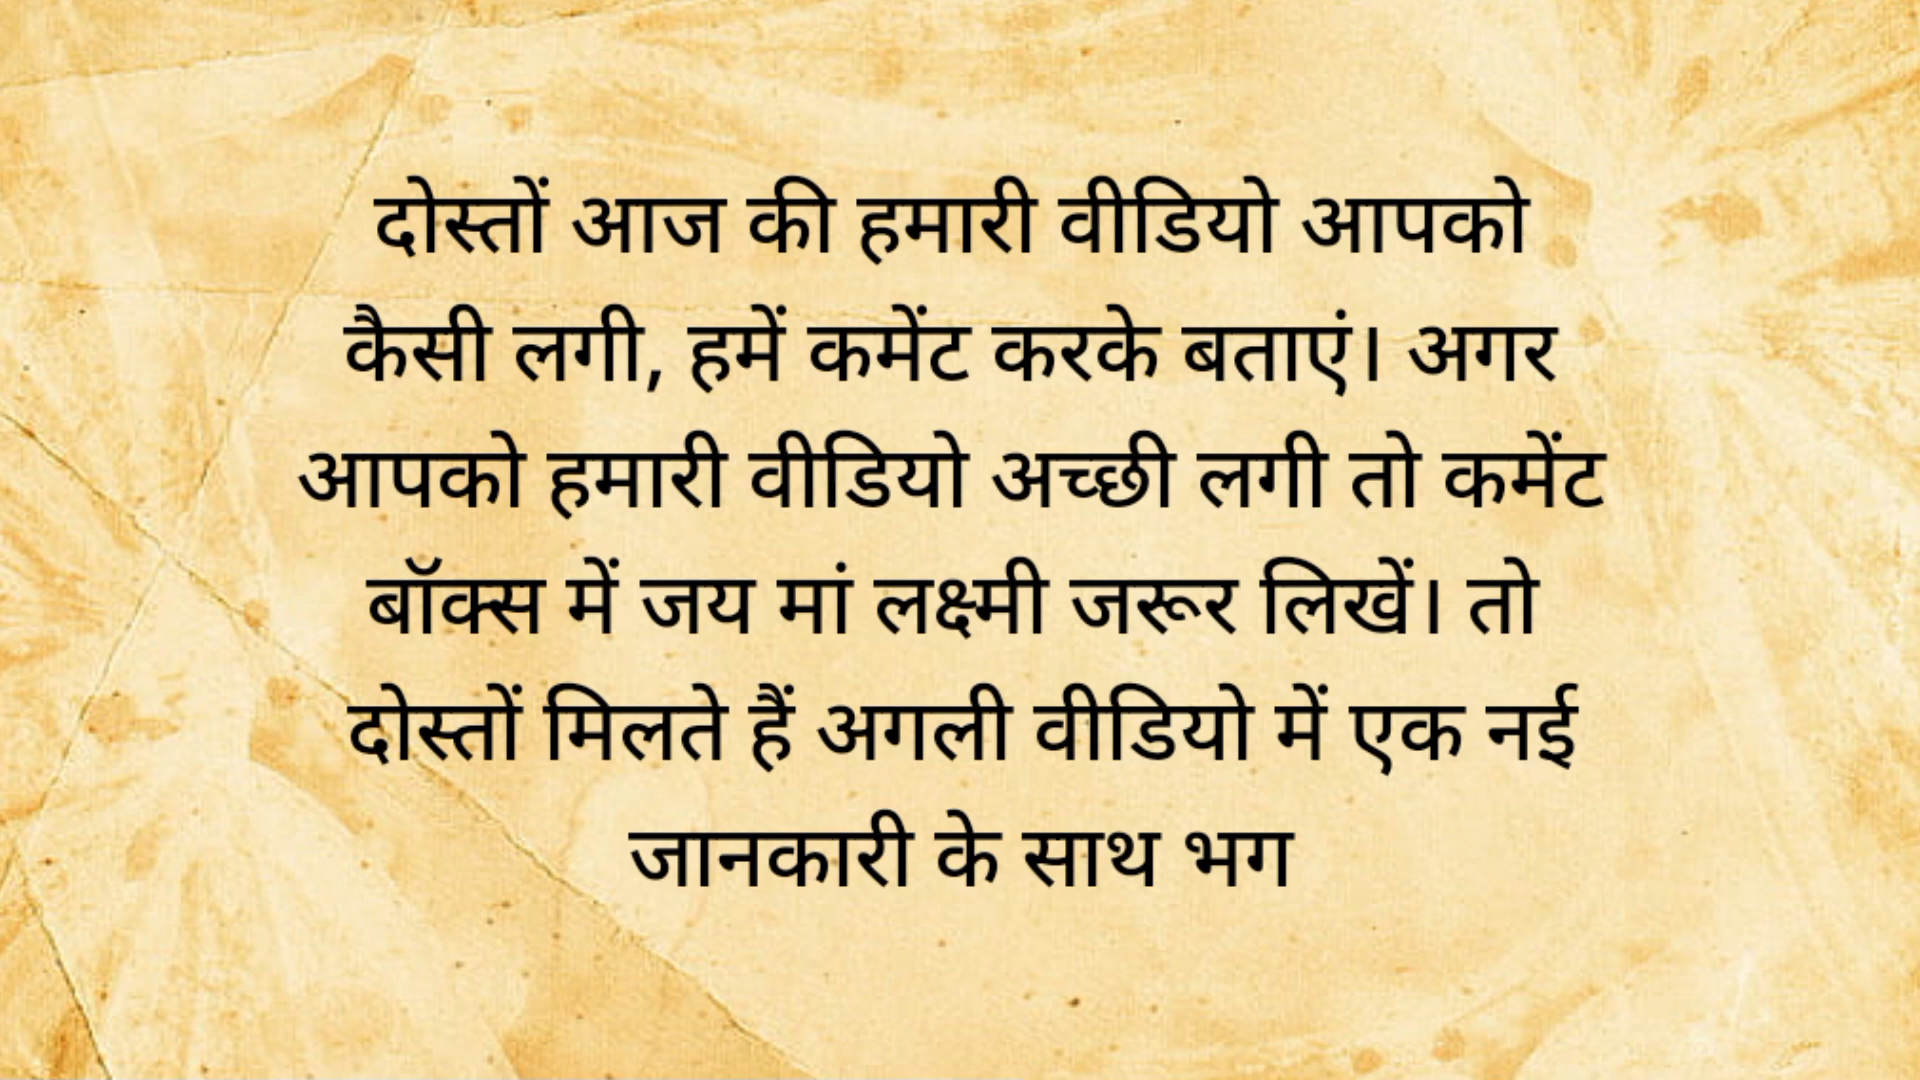 दोस्तों आज की हमारी वीडियो आपको
कैसी लगी, हमें कमेंट करके बताएं। अगर
आपको हमारी वीडियो अच्छी लगी तो कमेंट
बॉक्स में जय मां लक्ष्मी जरूर लिखें। तो
दोस्तों मिलते हैं अगली वीडियो में एक नई
जानकारी के साथ भग